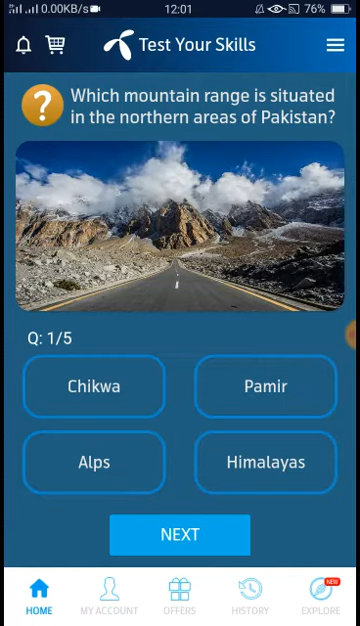 0.00KB/s 12:01 76%
Test Your Skills
Which mountain range is situated
in the northern areas of Pakistan?
Q: 1/5
Chikwa Pamir
Alps Himalayas
NEXT
NEW
HOME MY ACCOUNT OFFERS HISTORY EXPLORE